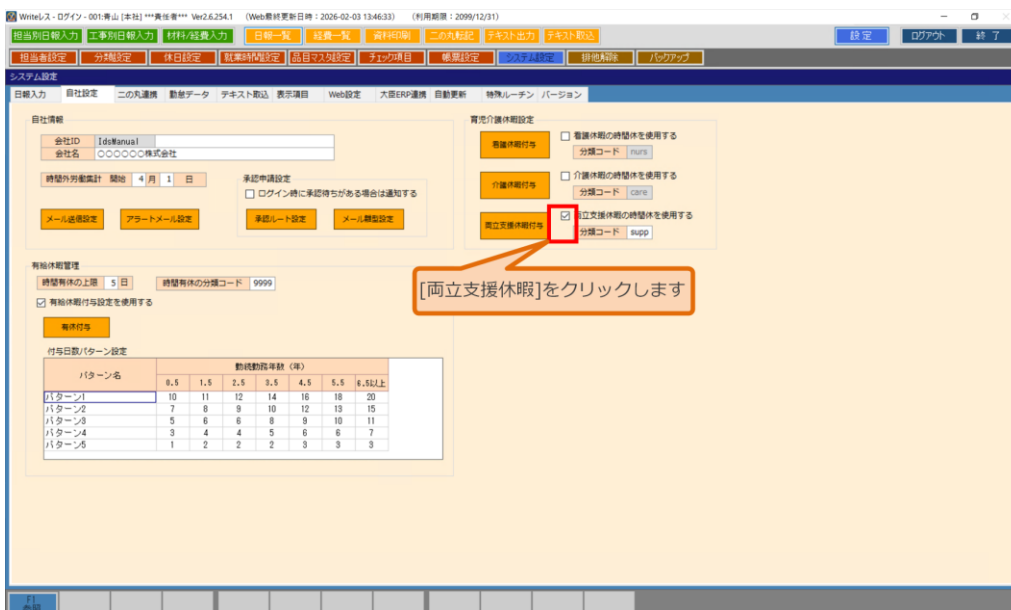 Writeレス - ログイン - 001:青山 [本社] ***責任者*** Ver2.6.254.1 （Web最終更新日時：2026-02-03 13:46:33） （利用期限：2099/12/31）
担当別日報入力 工事別日報入力 材料/経費入力 日報一覧 経費一覧 資料印刷 二の丸転記 テキスト出力 テキスト取込 設 定 ログアウト 終 了
担当者設定 分類設定 休日設定 就業時間設定 品目マスタ設定 チェック項目 帳票設定 システム設定 排他解除 バックアップ
システム設定
日報入力 自社設定 二の丸連携 勤怠データ テキスト取込 表示項目 Web設定 大臣ERP連携 自動更新 特殊ルーチン バージョン
自社情報
会社ID IdsManual
会社名 〇〇〇〇〇〇株式会社
時間外労働集計 開始 4 月 1 日
承認申請設定
ログイン時に承認待ちがある場合は通知する
メール送信設定 アラートメール設定 承認ルート設定 メール雛型設定
育児介護休暇設定
看護休暇付与
看護休暇の時間休を使用する
分類コード nurs
介護休暇付与
介護休暇の時間休を使用する
分類コード care
両立支援休暇付与
両立支援休暇の時間休を使用する
分類コード supp
[両立支援休暇]をクリックします
有給休暇管理
時間有休の上限 5 日 時間有休の分類コード 9999
有給休暇付与設定を使用する
有休付与
付与日数パターン設定
パターン名 勤続勤務年数（年）
0.5 1.5 2.5 3.5 4.5 5.5 6.5以上
パターン1 10 11 12 14 16 18 20
パターン2 7 8 9 10 12 13 15
パターン3 5 6 6 8 9 10 11
パターン4 3 4 4 5 6 6 7
パターン5 1 2 2 2 3 3 3
F1
参照